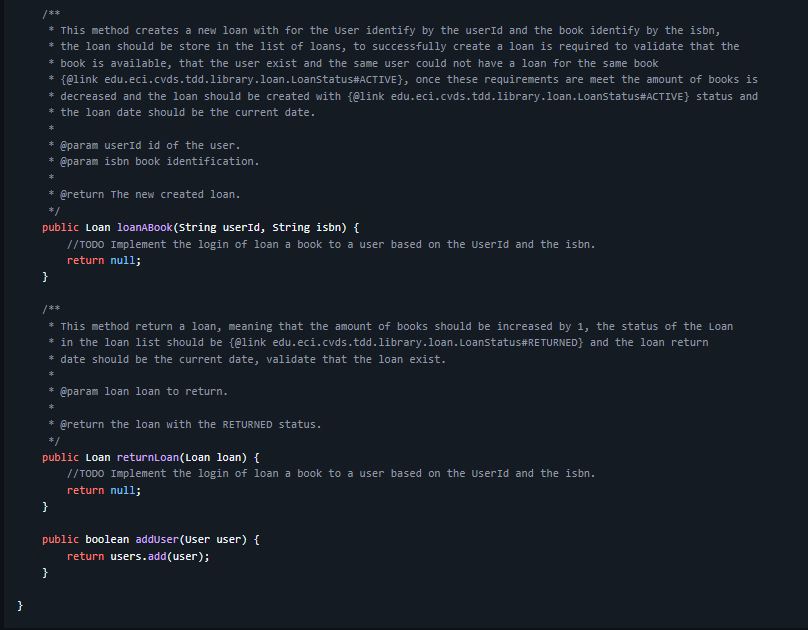 /**
 * This method creates a new loan with for the User identify by the userId and the book identify by the isbn,
 * the loan should be store in the list of loans, to successfully create a loan is required to validate that the
 * book is available, that the user exist and the same user could not have a loan for the same book
 * {@link edu.eci.cvds.tdd.library.loan.LoanStatus#ACTIVE}, once these requirements are meet the amount of books is
 * decreased and the loan should be created with {@link edu.eci.cvds.tdd.library.loan.LoanStatus#ACTIVE} status and
 * the loan date should be the current date.
 *
 * @param userId id of the user.
 * @param isbn book identification.
 *
 * @return The new created loan.
 */
public Loan loanABook(String userId, String isbn) {
    //TODO Implement the login of loan a book to a user based on the UserId and the isbn.
    return null;
}

/**
 * This method return a loan, meaning that the amount of books should be increased by 1, the status of the Loan
 * in the loan list should be {@link edu.eci.cvds.tdd.library.loan.LoanStatus#RETURNED} and the loan return
 * date should be the current date, validate that the loan exist.
 *
 * @param loan loan to return.
 *
 * @return the loan with the RETURNED status.
 */
public Loan returnLoan(Loan loan) {
    //TODO Implement the login of loan a book to a user based on the UserId and the isbn.
    return null;
}

public boolean addUser(User user) {
    return users.add(user);
}

}